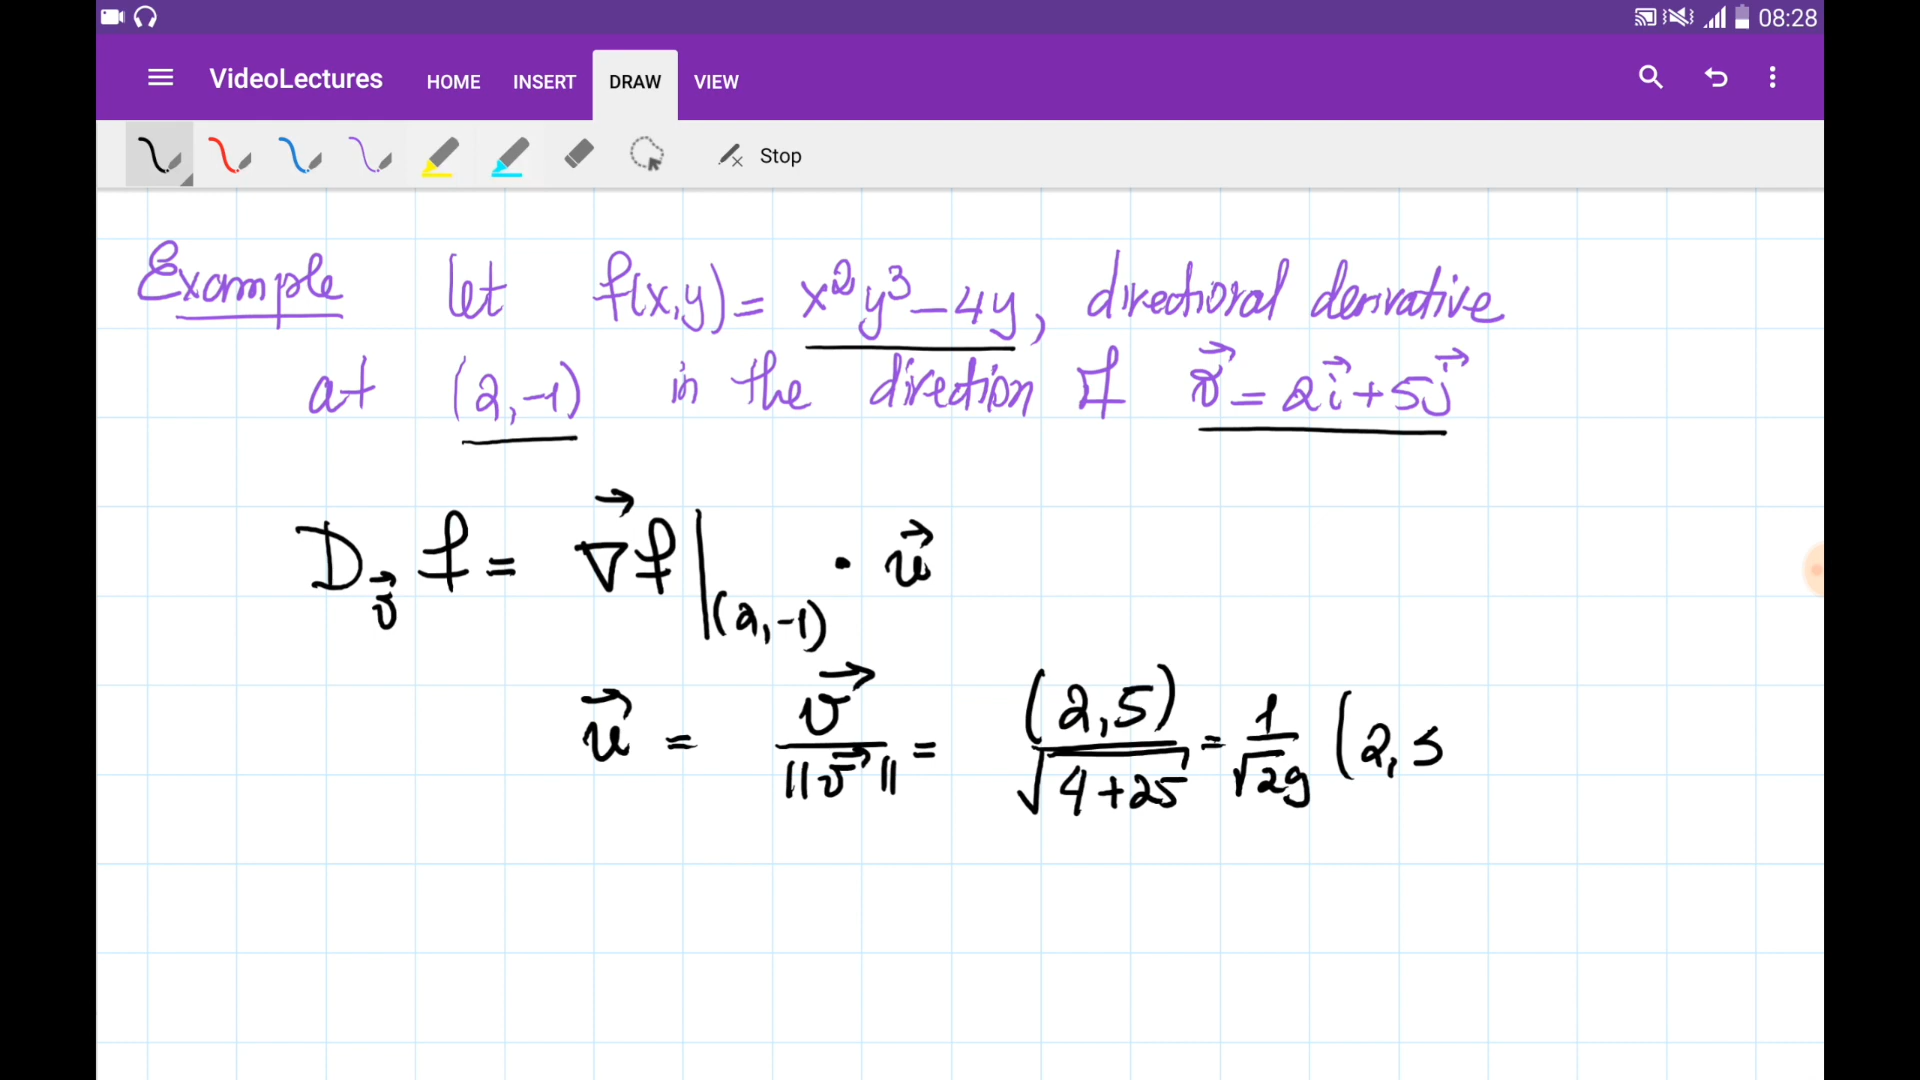 08:28
VideoLectures HOME INSERT DRAW VIEW
Stop
Example let f(x,y) = x²y³ - 4y, directional derivative
at (2,-1) in the direction of v⃗ = 2i⃗ + 5j⃗
D_v⃗ f = ∇⃗f|(2,-1) · u⃗
u⃗ = v⃗/||v⃗|| = (2,5)/√(4+25) = 1/√29 (2, 5